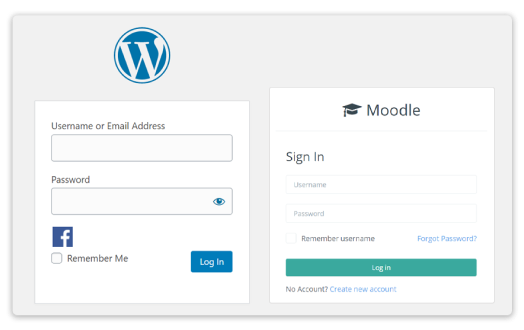 Username or Email Address
Password
Remember Me
Log In
Moodle
Sign In
Username
Password
Remember username Forgot Password?
Log in
No Account? Create new account